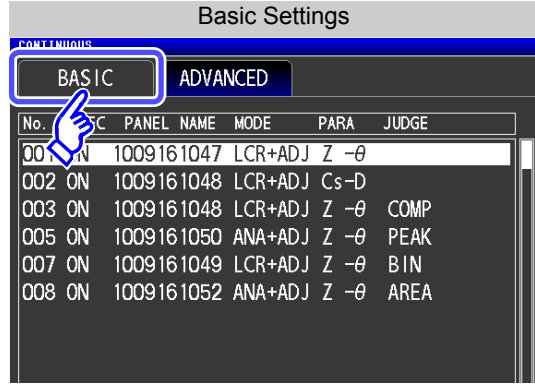 Basic Settings
CONTINUOUS
BASIC ADVANCED
No. EC PANEL NAME MODE PARA JUDGE
001 ON 1009161047 LCR+ADJ Z -θ
002 ON 1009161048 LCR+ADJ Cs-D
003 ON 1009161048 LCR+ADJ Z -θ COMP
005 ON 1009161050 ANA+ADJ Z -θ PEAK
007 ON 1009161049 LCR+ADJ Z -θ BIN
008 ON 1009161052 ANA+ADJ Z -θ AREA